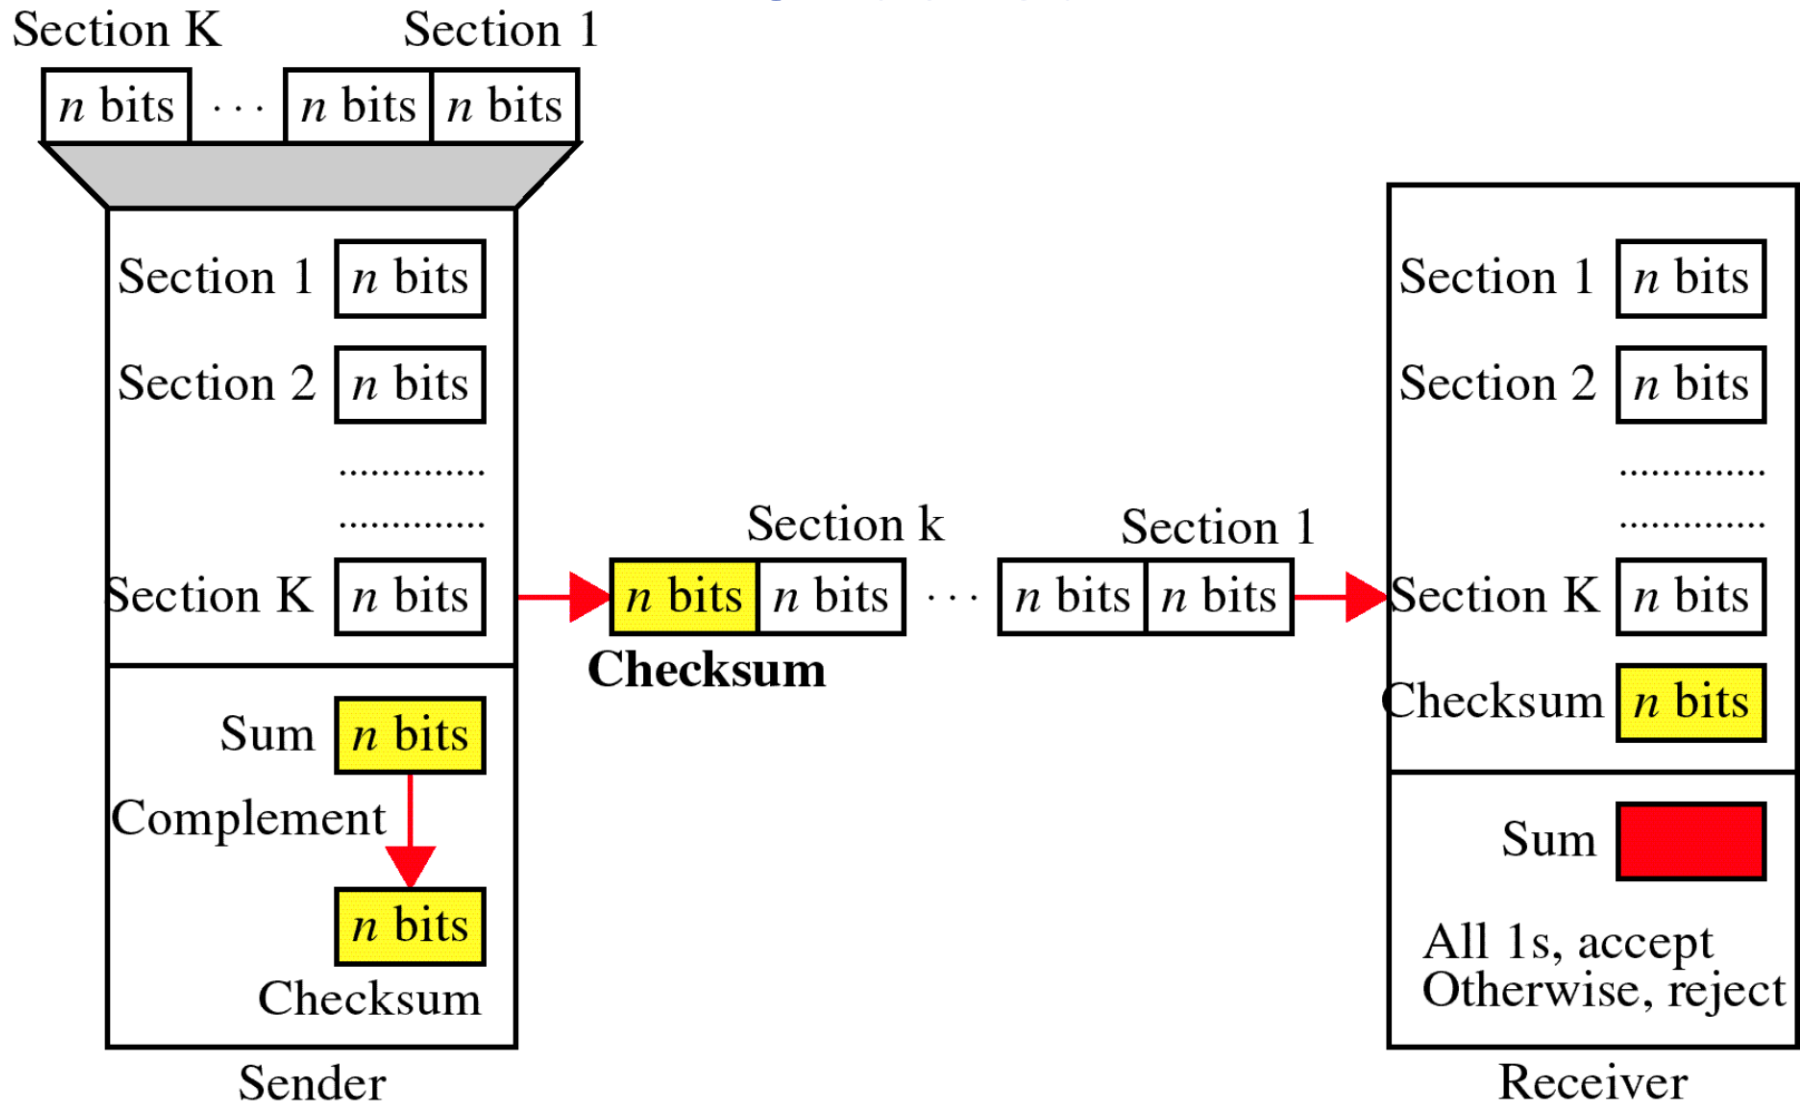 Section K Section 1
n bits ... n bits n bits
Section 1 n bits
Section 2 n bits
..............
..............
Section K n bits
Sum n bits
Complement
n bits
Checksum
Sender
Section k Section 1
n bits n bits ... n bits n bits
Checksum
Section 1 n bits
Section 2 n bits
..............
..............
Section K n bits
Checksum n bits
Sum
All 1s, accept
Otherwise, reject
Receiver